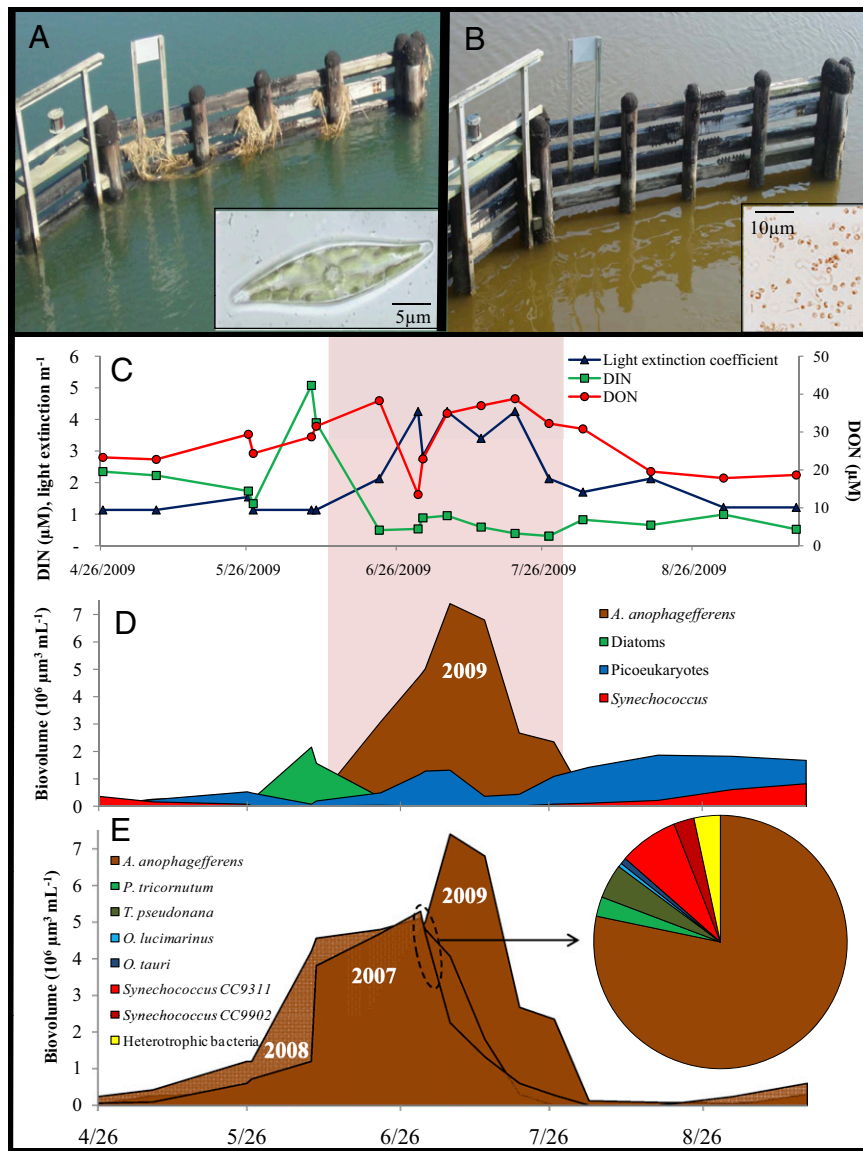 A
B
5µm
10µm
C
Light extinction coefficient
DIN
DON
DIN (µM), light extinction m⁻¹
6
5
4
3
2
1
-
DON (µM)
50
40
30
20
10
0
4/26/2009 5/26/2009 6/26/2009 7/26/2009 8/26/2009
D
Biovolume (10⁶ µm³ mL⁻¹)
7
6
5
4
3
2
1
0
2009
A. anophagefferens
Diatoms
Picoeukaryotes
Synechococcus
E
Biovolume (10⁶ µm³ mL⁻¹)
7
6
5
4
3
2
1
0
A. anophagefferens
P. tricornutum
T. pseudonana
O. lucimarinus
O. tauri
Synechococcus CC9311
Synechococcus CC9902
Heterotrophic bacteria
2009
2007
2008
4/26 5/26 6/26 7/26 8/26